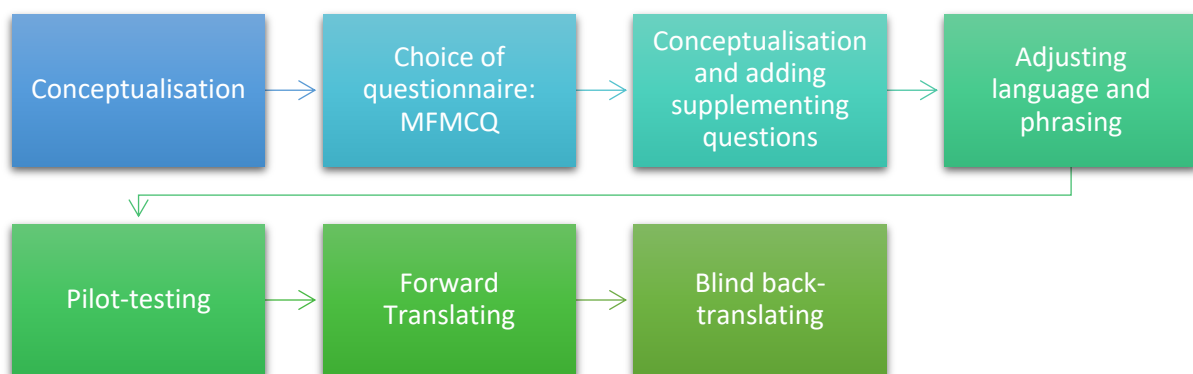 Conceptualisation
Choice of
questionnaire:
MFMCQ
Conceptualisation
and adding
supplementing
questions
Adjusting
language and
phrasing
Pilot-testing
Forward
Translating
Blind back-
translating